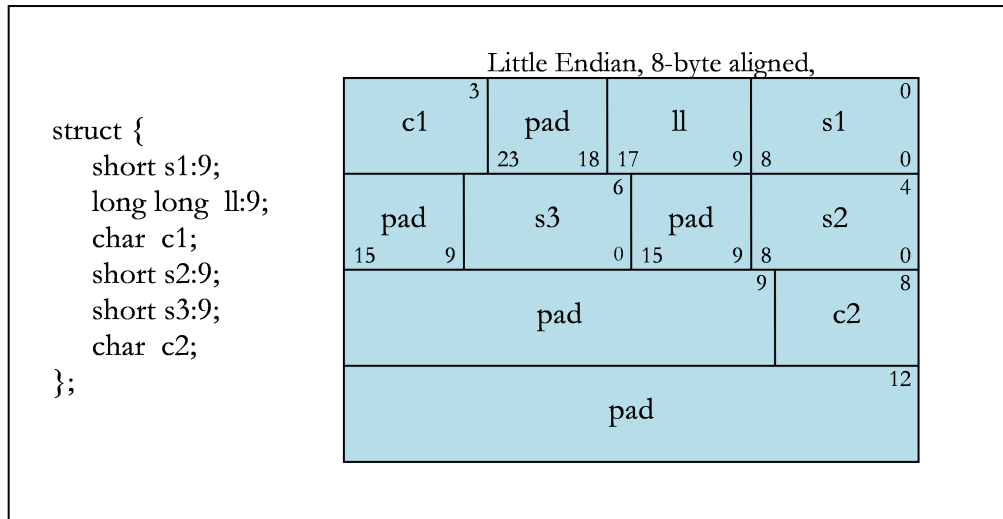 Little Endian, 8-byte aligned,
struct {
short s1:9;
long long ll:9;
char c1;
short s2:9;
short s3:9;
char c2;
};
3 0
c1 pad ll s1
23 18 17 9 8 0
6 4
pad s3 pad s2
15 9 0 15 9 8 0
9 8
pad c2
12
pad